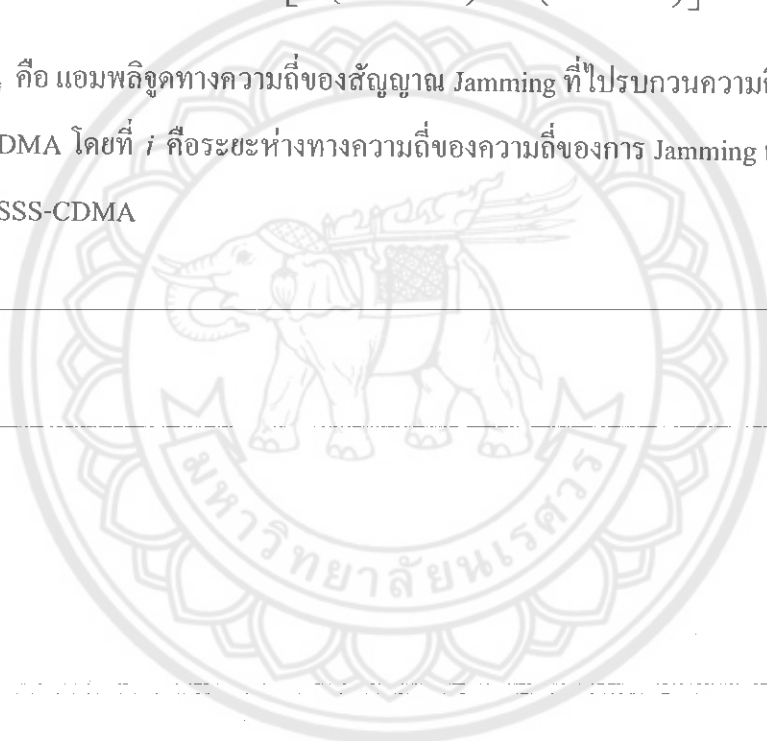 คือ แอมพลิจูดทางความถี่ของสัญญาณ Jamming ที่ไปรบกวนความ
DMA โดยที่ i คือระยะห่างทางความถี่ของความถี่ของการ Jamming
SSS-CDMA
มหาวิทยาลัยนเรศวร